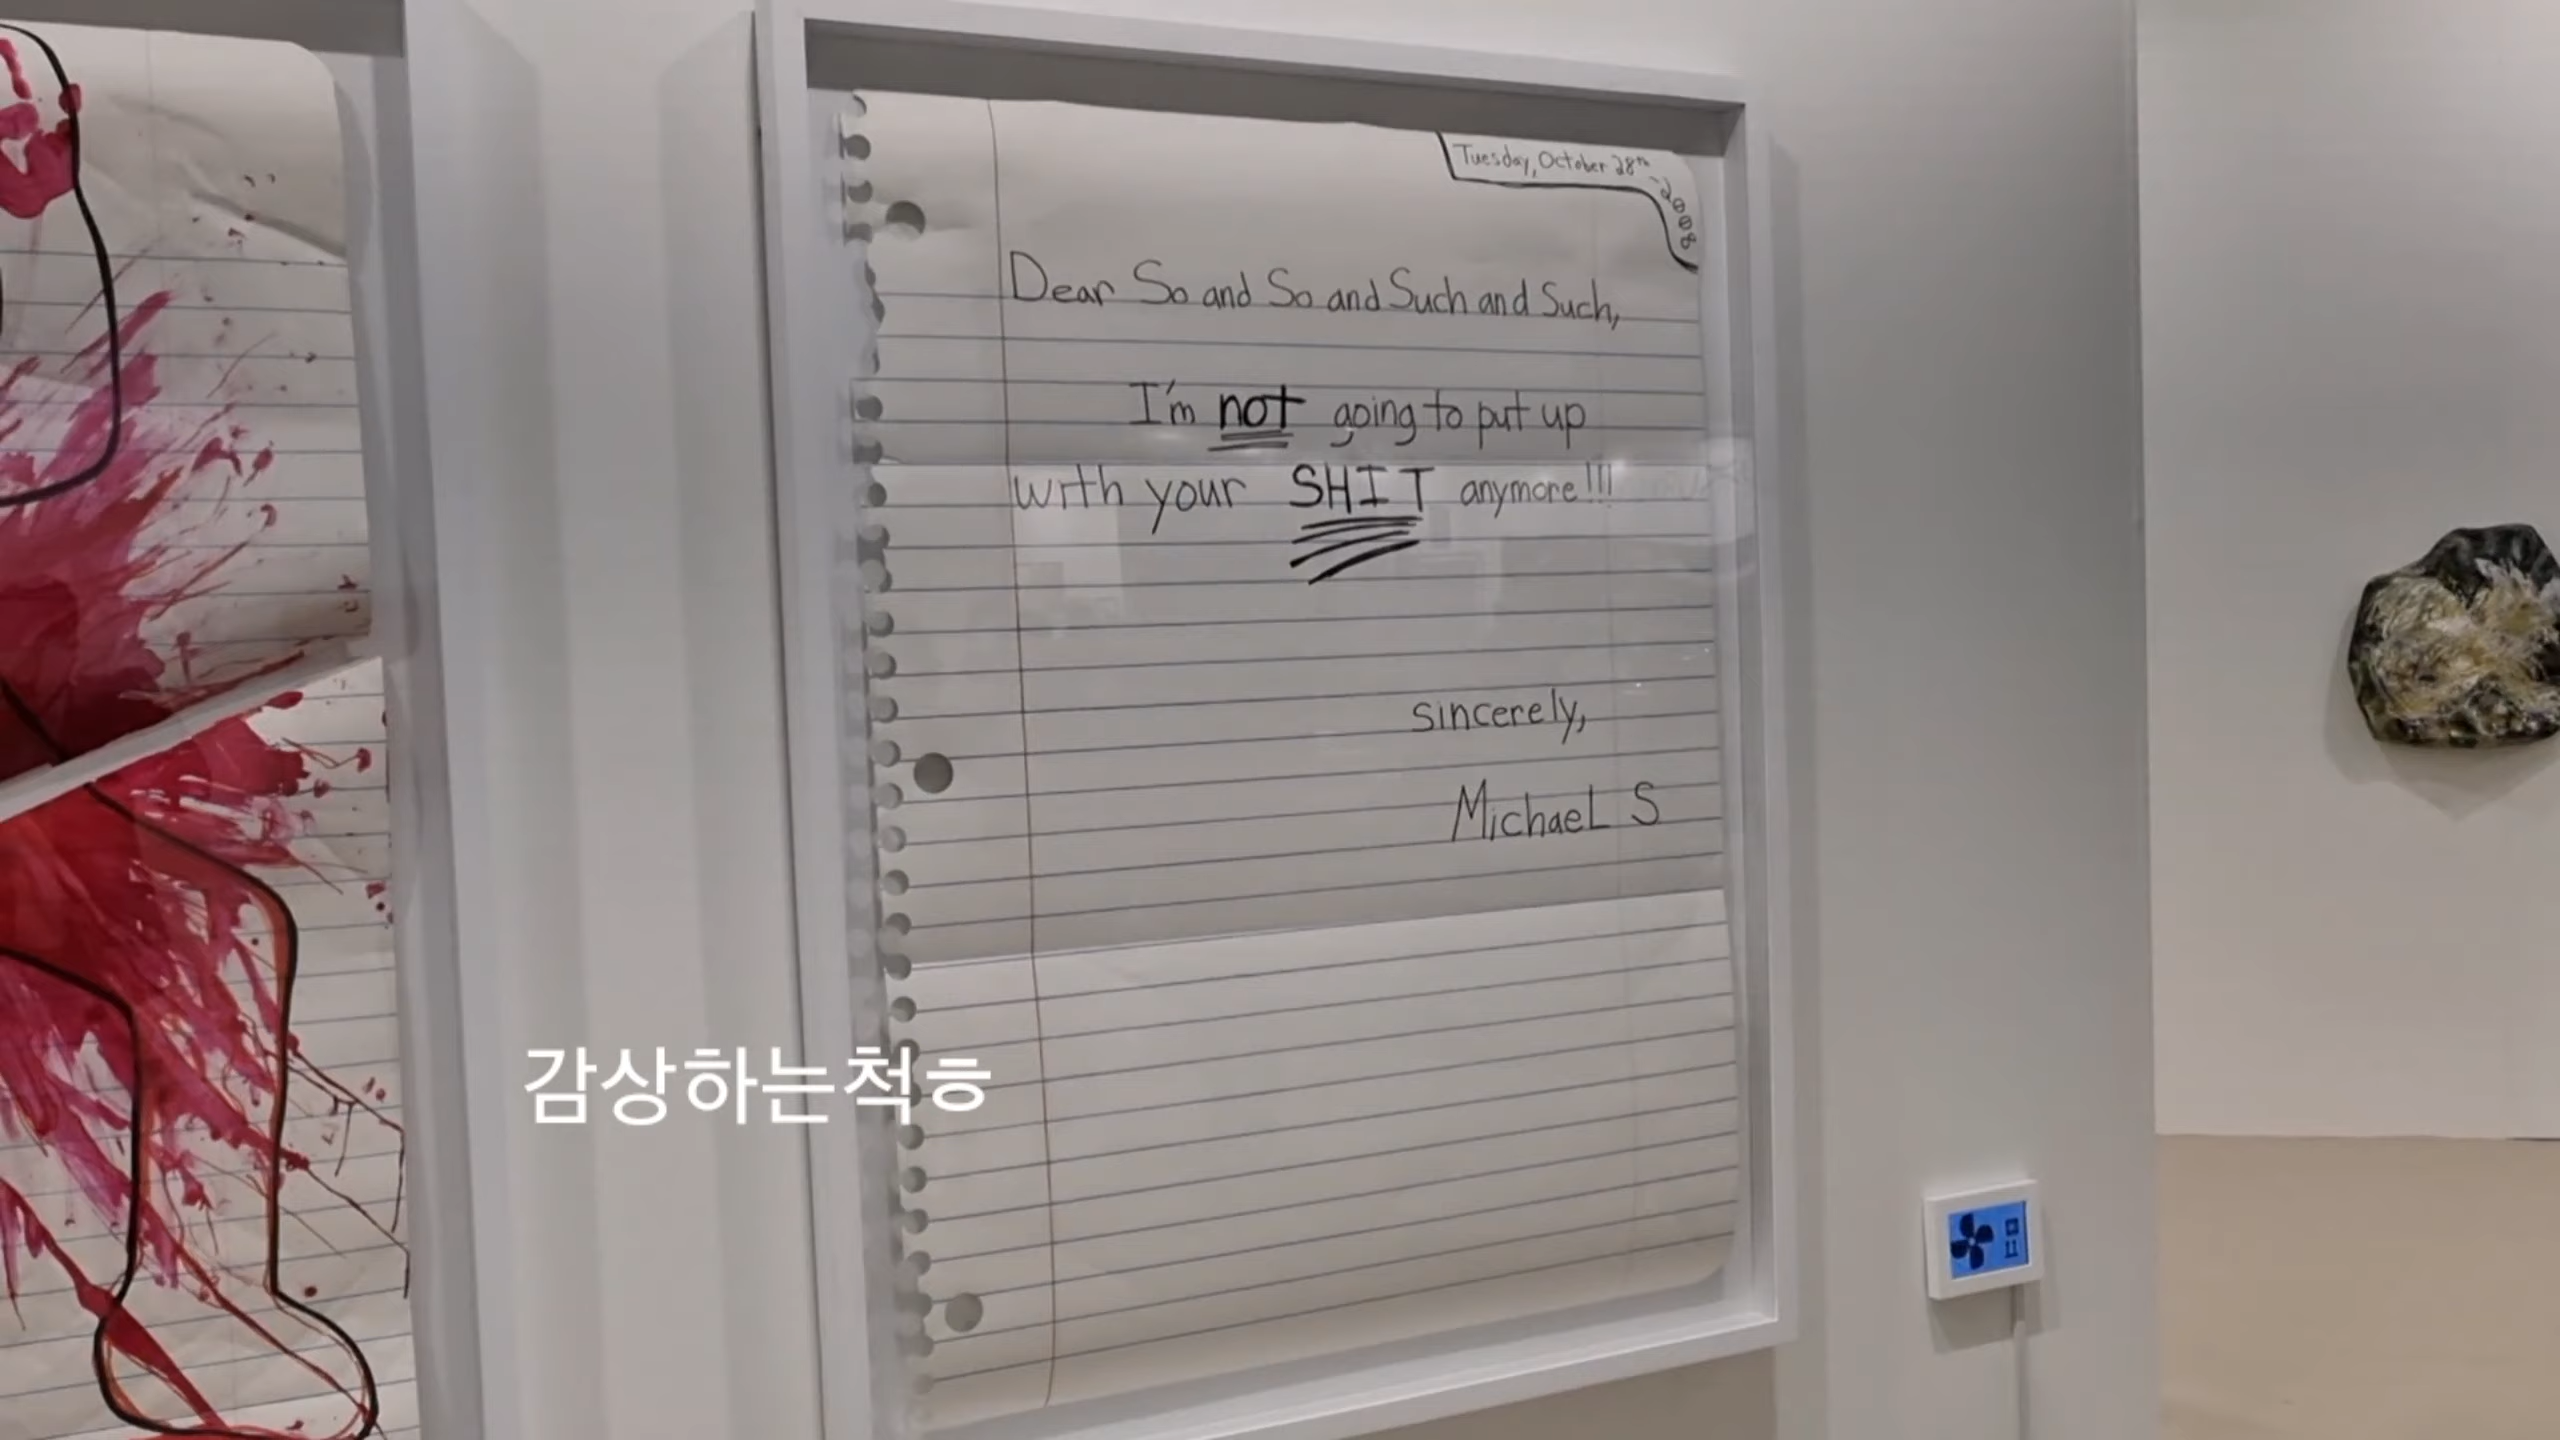 Tuesday, October 28th - 2008
Dear So and So and Such and Such,
I'm not going to put up
with your SHIT anymore!!!
sincerely,
MichaeL S
감상하는척ㅎ